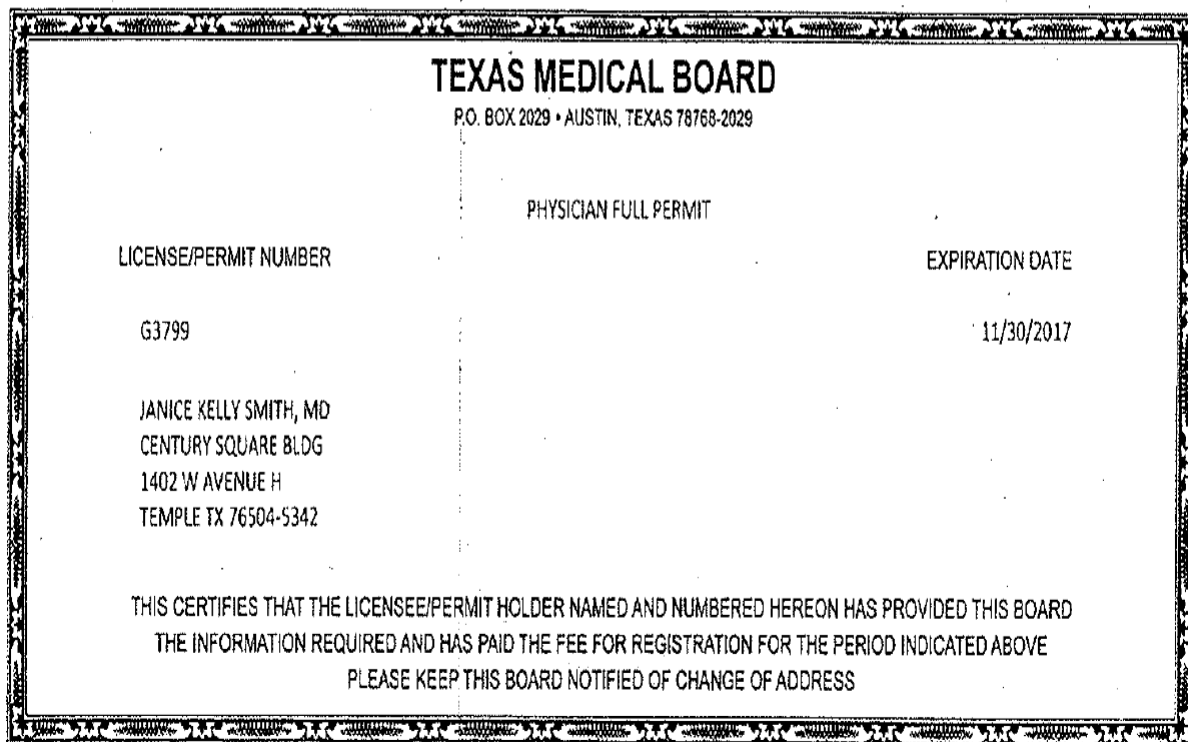 TEXAS MEDICAL BOARD
P.O. BOX 2029 • AUSTIN, TEXAS 78768-2029
PHYSICIAN FULL PERMIT
LICENSE/PERMIT NUMBER EXPIRATION DATE
G3799 11/30/2017
JANICE KELLY SMITH, MD
CENTURY SQUARE BLDG
1402 W AVENUE H
TEMPLE TX 76504-5342
THIS CERTIFIES THAT THE LICENSEE/PERMIT HOLDER NAMED AND NUMBERED HEREON HAS PROVIDED THIS BOARD
THE INFORMATION REQUIRED AND HAS PAID THE FEE FOR REGISTRATION FOR THE PERIOD INDICATED ABOVE
PLEASE KEEP THIS BOARD NOTIFIED OF CHANGE OF ADDRESS